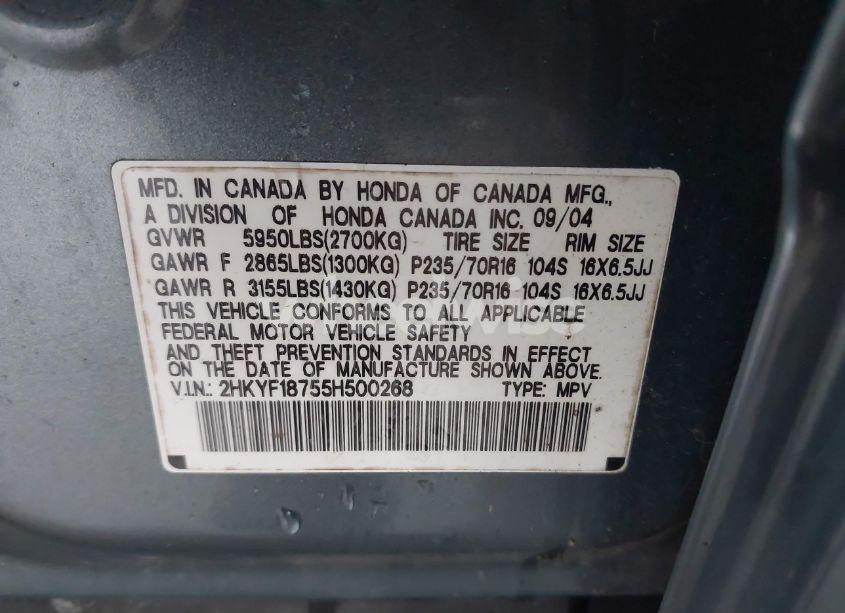 MFD. IN CANADA BY HONDA OF CANADA MFG.,
A DIVISION OF HONDA CANADA INC. 09/04
GVWR 5950LBS(2700KG) TIRE SIZE RIM SIZE
GAWR F 2865LBS(1300KG) P235/70R16 104S 16X6.5JJ
GAWR R 3155LBS(1430KG) P235/70R16 104S 16X6.5JJ
THIS VEHICLE CONFORMS TO ALL APPLICABLE
FEDERAL MOTOR VEHICLE SAFETY
AND THEFT PREVENTION STANDARDS IN EFFECT
ON THE DATE OF MANUFACTURE SHOWN ABOVE.
V.I.N.: 2HKYF18755H500268 TYPE: MPV